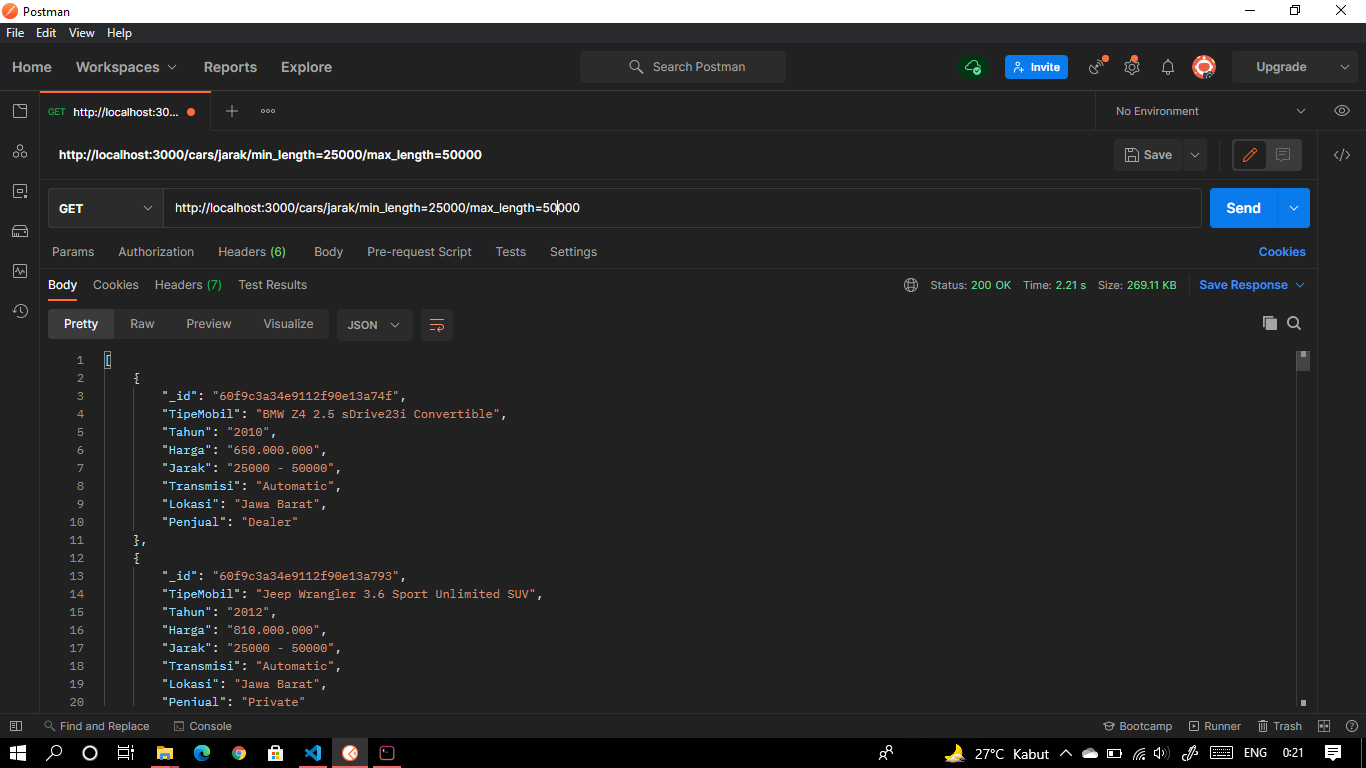 Postman
File Edit View Help
Home Workspaces Reports Explore Search Postman Invite Upgrade
GET http://localhost:30... No Environment
http://localhost:3000/cars/jarak/min_length=25000/max_length=50000 Save
GET http://localhost:3000/cars/jarak/min_length=25000/max_length=50000 Send
Params Authorization Headers (6) Body Pre-request Script Tests Settings Cookies
Body Cookies Headers (7) Test Results Status: 200 OK Time: 2.21 s Size: 269.11 KB Save Response
Pretty Raw Preview Visualize JSON
1 [
2 {
3 "_id": "60f9c3a34e9112f90e13a74f",
4 "TipeMobil": "BMW Z4 2.5 sDrive23i Convertible",
5 "Tahun": "2010",
6 "Harga": "650.000.000",
7 "Jarak": "25000 - 50000",
8 "Transmisi": "Automatic",
9 "Lokasi": "Jawa Barat",
10 "Penjual": "Dealer"
11 },
12 {
13 "_id": "60f9c3a34e9112f90e13a793",
14 "TipeMobil": "Jeep Wrangler 3.6 Sport Unlimited SUV",
15 "Tahun": "2012",
16 "Harga": "810.000.000",
17 "Jarak": "25000 - 50000",
18 "Transmisi": "Automatic",
19 "Lokasi": "Jawa Barat",
20 "Penjual": "Private"
Find and Replace Console Bootcamp Runner Trash
27°C Kabut ENG 0:21